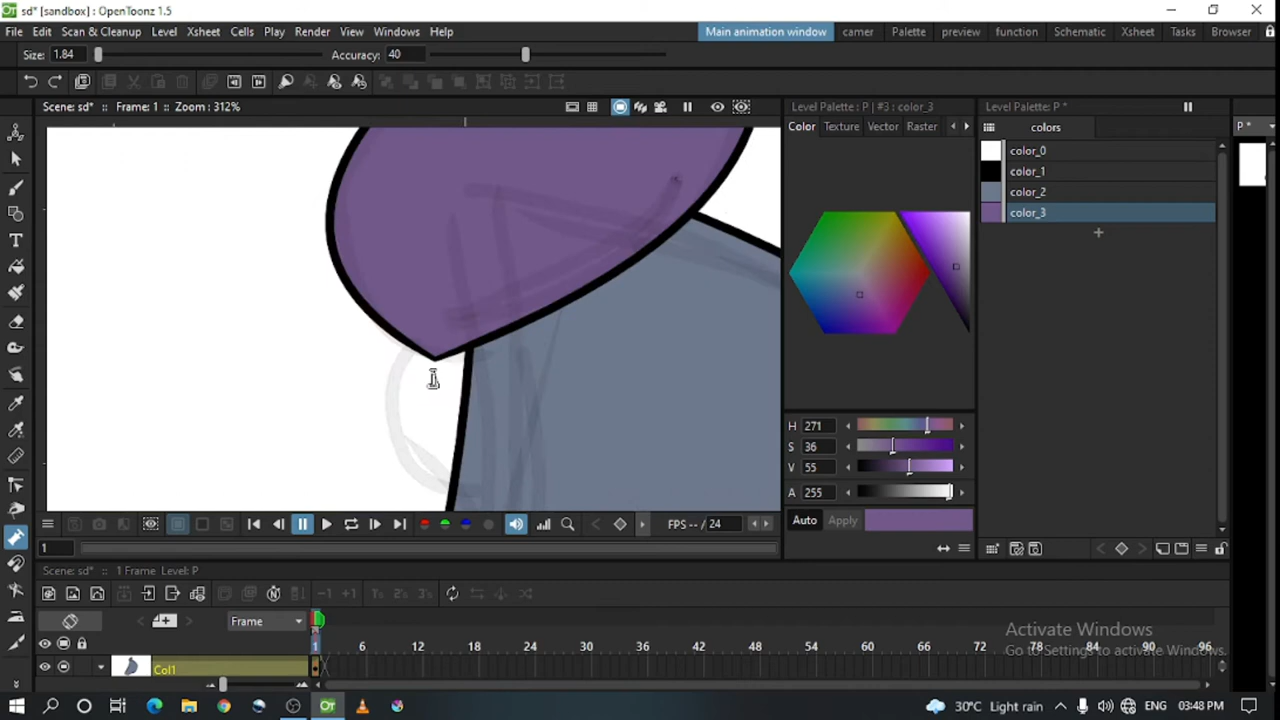 sd* [sandbox] - OpenToonz 1.5
File Edit Scan & Cleanup Level Xsheet Cells Play Render View Windows Help
Main animation window camer Palette preview function Schematic Xsheet Tasks Browser
Size: 1.84 Accuracy: 40
Scene: sd* :: Frame: 1 :: Zoom : 312%
Level Palette: P | #3 : color_3
Level Palette: P *
P *
Color Texture Vector Raster
colors
color_0
color_1
color_2
color_3
H 271
S 36
V 55
A 255
Auto Apply
FPS -- / 24
1
Scene: sd* :: 1 Frame Level: P
Frame
1 6 12 18 24 30 36 42 48 54 60 66 72 78 84 90 96
Col1
Activate Windows
Go to Settings to activate Windows.
30°C Light rain ENG 03:48 PM